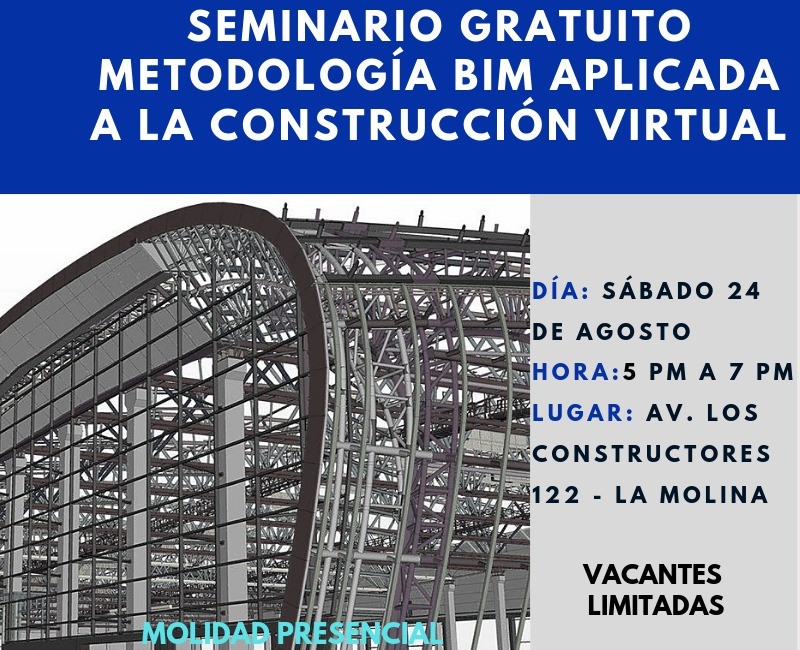 SEMINARIO GRATUITO
METODOLOGÍA BIM APLICADA
A LA CONSTRUCCIÓN VIRTUAL
DÍA: SÁBADO 24
DE AGOSTO
HORA:5 PM A 7 PM
LUGAR: AV. LOS
CONSTRUCTORES
122 - LA MOLINA
VACANTES
LIMITADAS
MOLIDAD PRESENCIAL